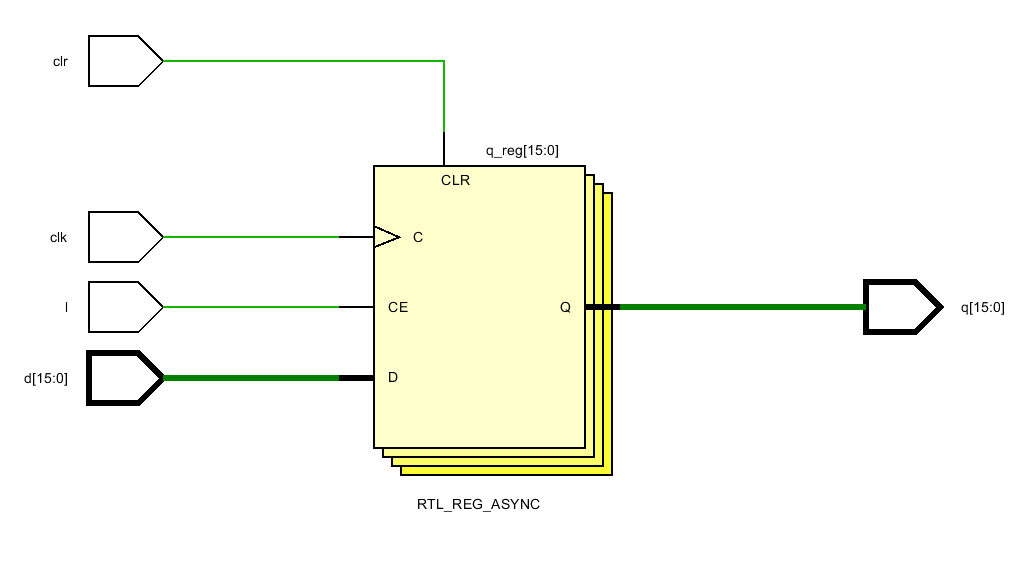 clr
q_reg[15:0]
CLR
clk
C
l
CE
Q
q[15:0]
d[15:0]
D
RTL_REG_ASYNC